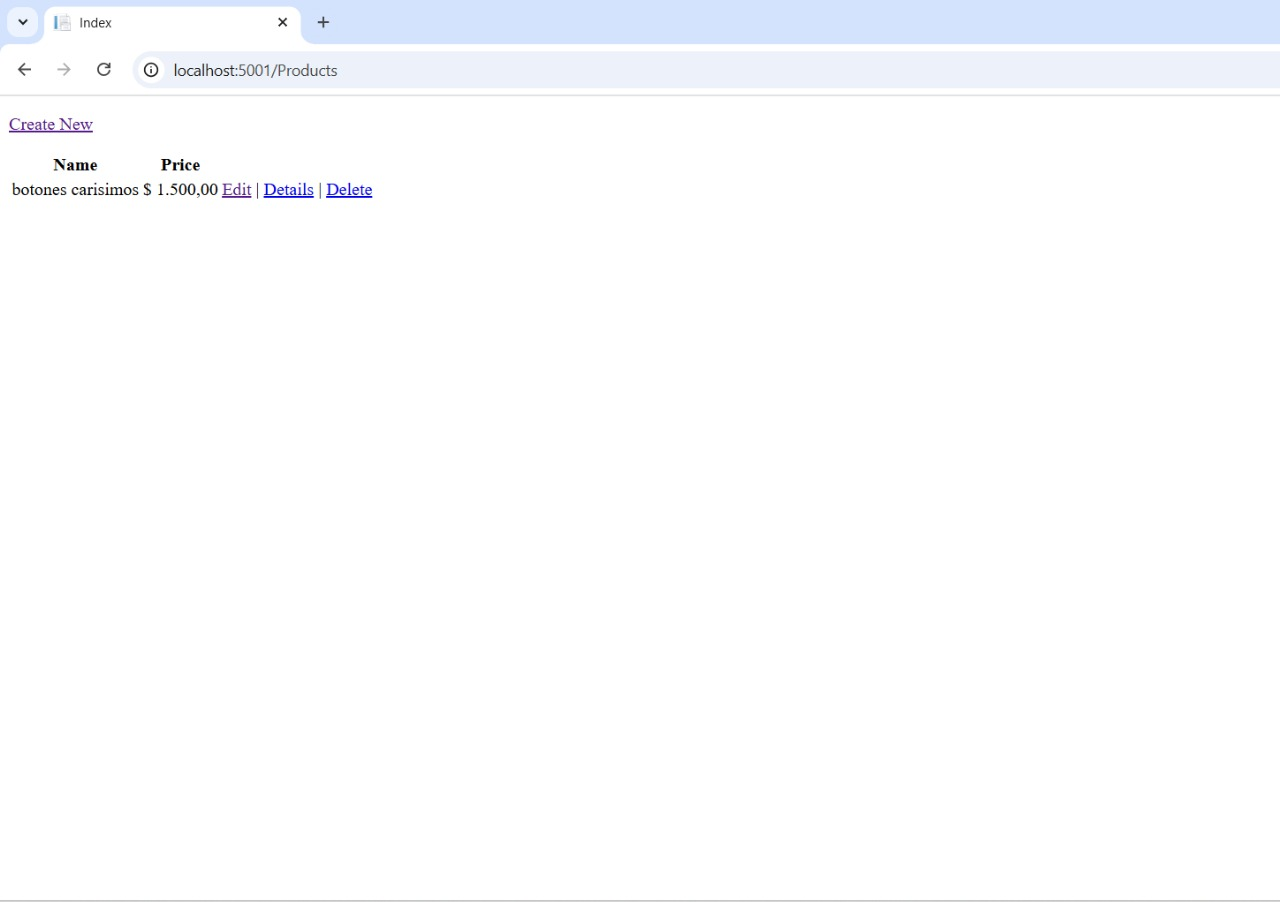 Index
localhost:5001/Products
Create New
Name Price
botones carisimos $ 1.500,00 Edit | Details | Delete